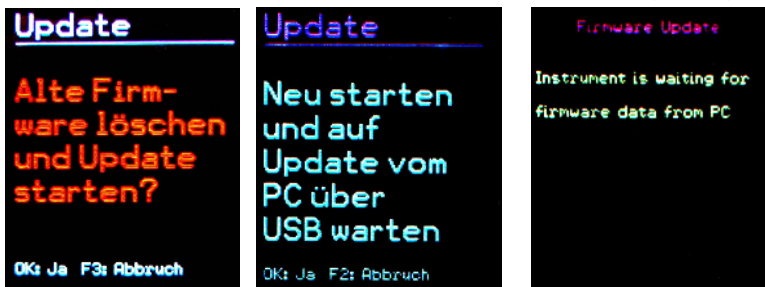 Update
Alte Firm-
ware löschen
und Update
starten?
OK: Ja F3: Abbruch
Update
Neu starten
und auf
Update vom
PC über
USB warten
OK: Ja F2: Abbruch
Firmware Update
Instrument is waiting for
firmware data from PC